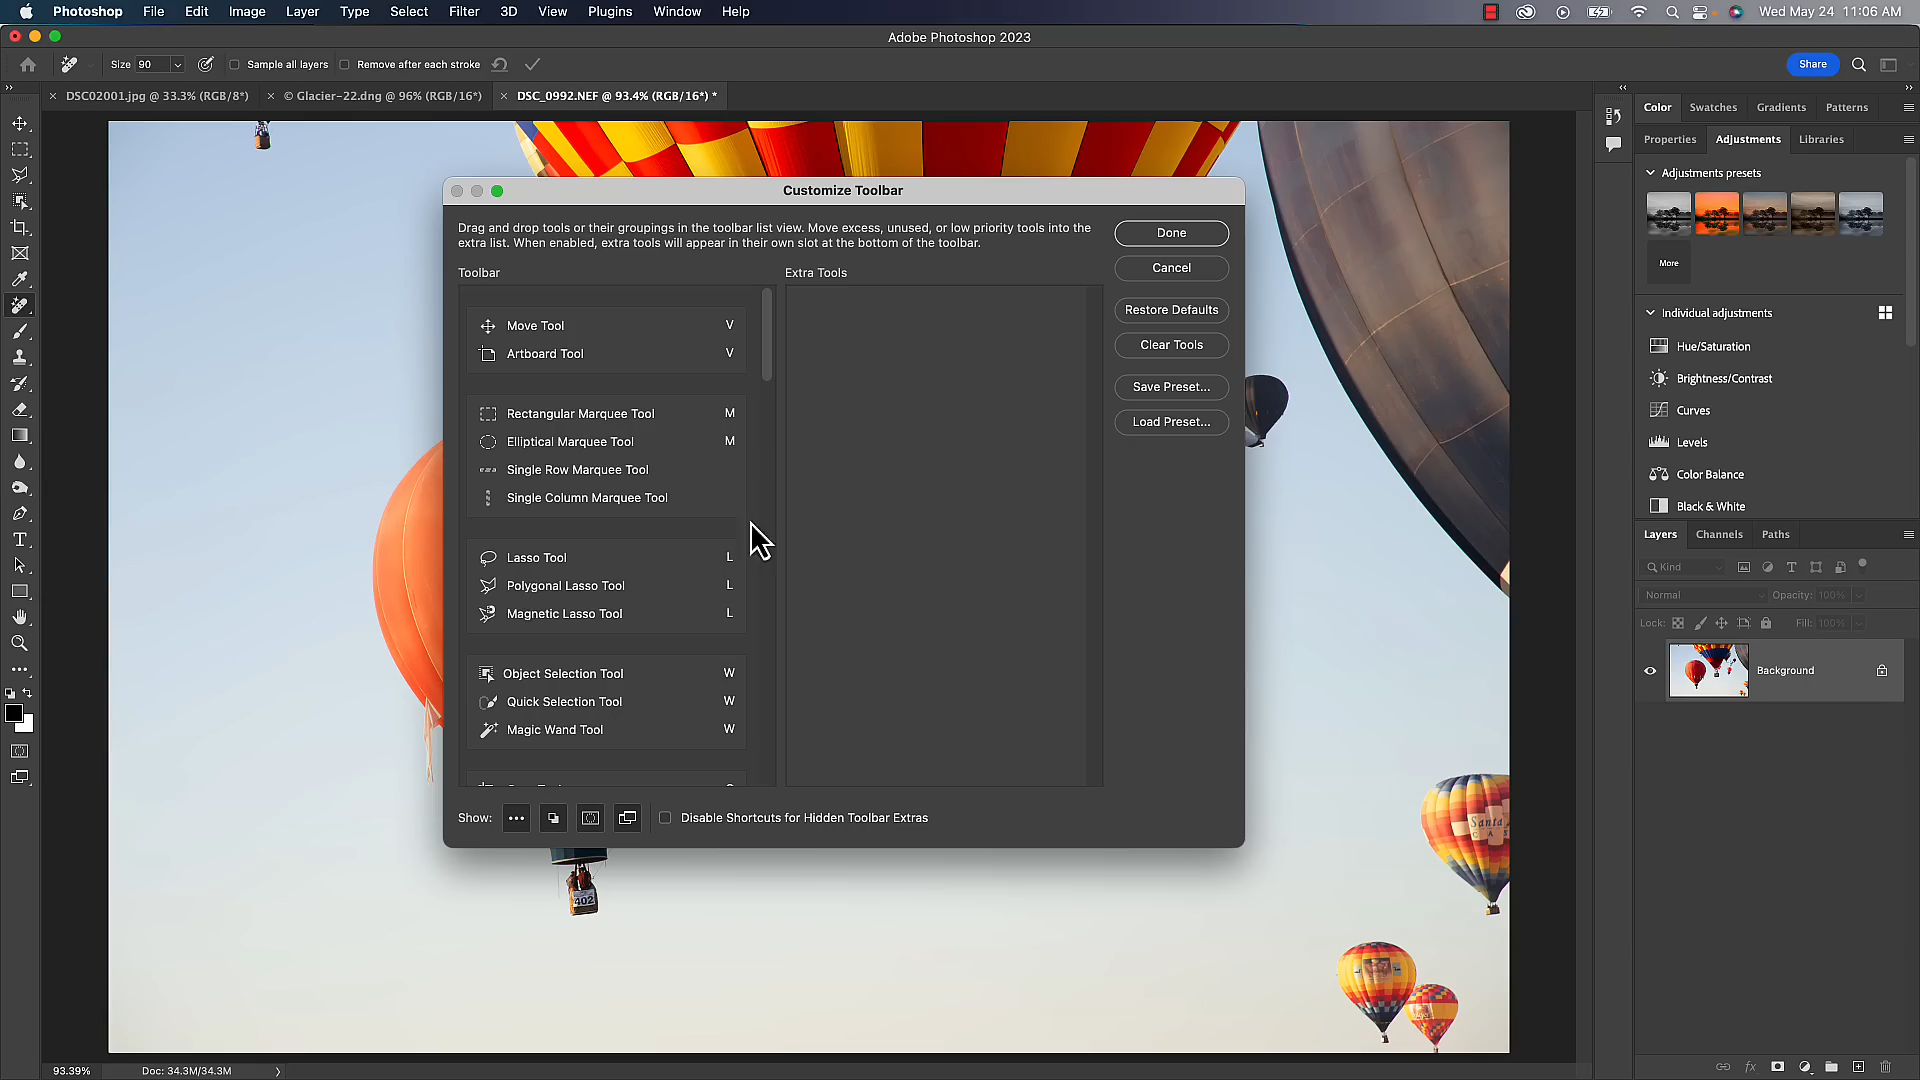 Photoshop File Edit Image Layer Type Select Filter 3D View Plugins Window Help Wed May 24 11:06 AM
Adobe Photoshop 2023
Size 90 Sample all layers Remove after each stroke Share
DSC02001.jpg @ 33.3% (RGB/8*) © Glacier-22.dng @ 96% (RGB/16*) DSC_0992.NEF @ 93.4% (RGB/16*) *
Customize Toolbar
Drag and drop tools or their groupings in the toolbar list view. Move excess, unused, or low priority tools into the
extra list. When enabled, extra tools will appear in their own slot at the bottom of the toolbar.
Toolbar
Move Tool V
Artboard Tool V
Rectangular Marquee Tool M
Elliptical Marquee Tool M
Single Row Marquee Tool
Single Column Marquee Tool
Lasso Tool L
Polygonal Lasso Tool L
Magnetic Lasso Tool L
Object Selection Tool W
Quick Selection Tool W
Magic Wand Tool W
Extra Tools
Done
Cancel
Restore Defaults
Clear Tools
Save Preset...
Load Preset...
Show: Disable Shortcuts for Hidden Toolbar Extras
402
Santa
Color Swatches Gradients Patterns
Properties Adjustments Libraries
Adjustments presets
More
Individual adjustments
Hue/Saturation
Brightness/Contrast
Curves
Levels
Color Balance
Black & White
Layers Channels Paths
Kind
Normal Opacity: 100%
Lock: Fill: 100%
Background
fx
93.39% Doc: 34.3M/34.3M